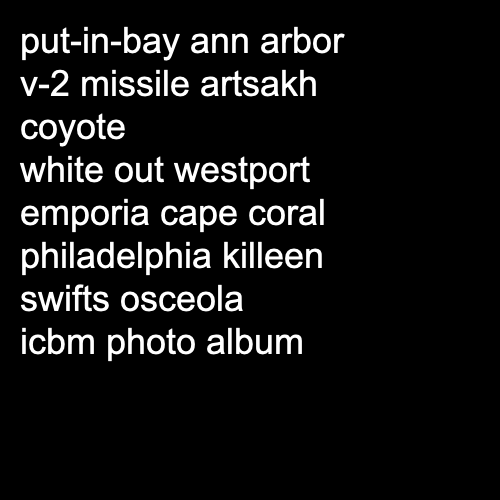 put-in-bay ann arbor
v-2 missile artsakh
coyote
white out westport
emporia cape coral
philadelphia killeen
swifts osceola
icbm photo album